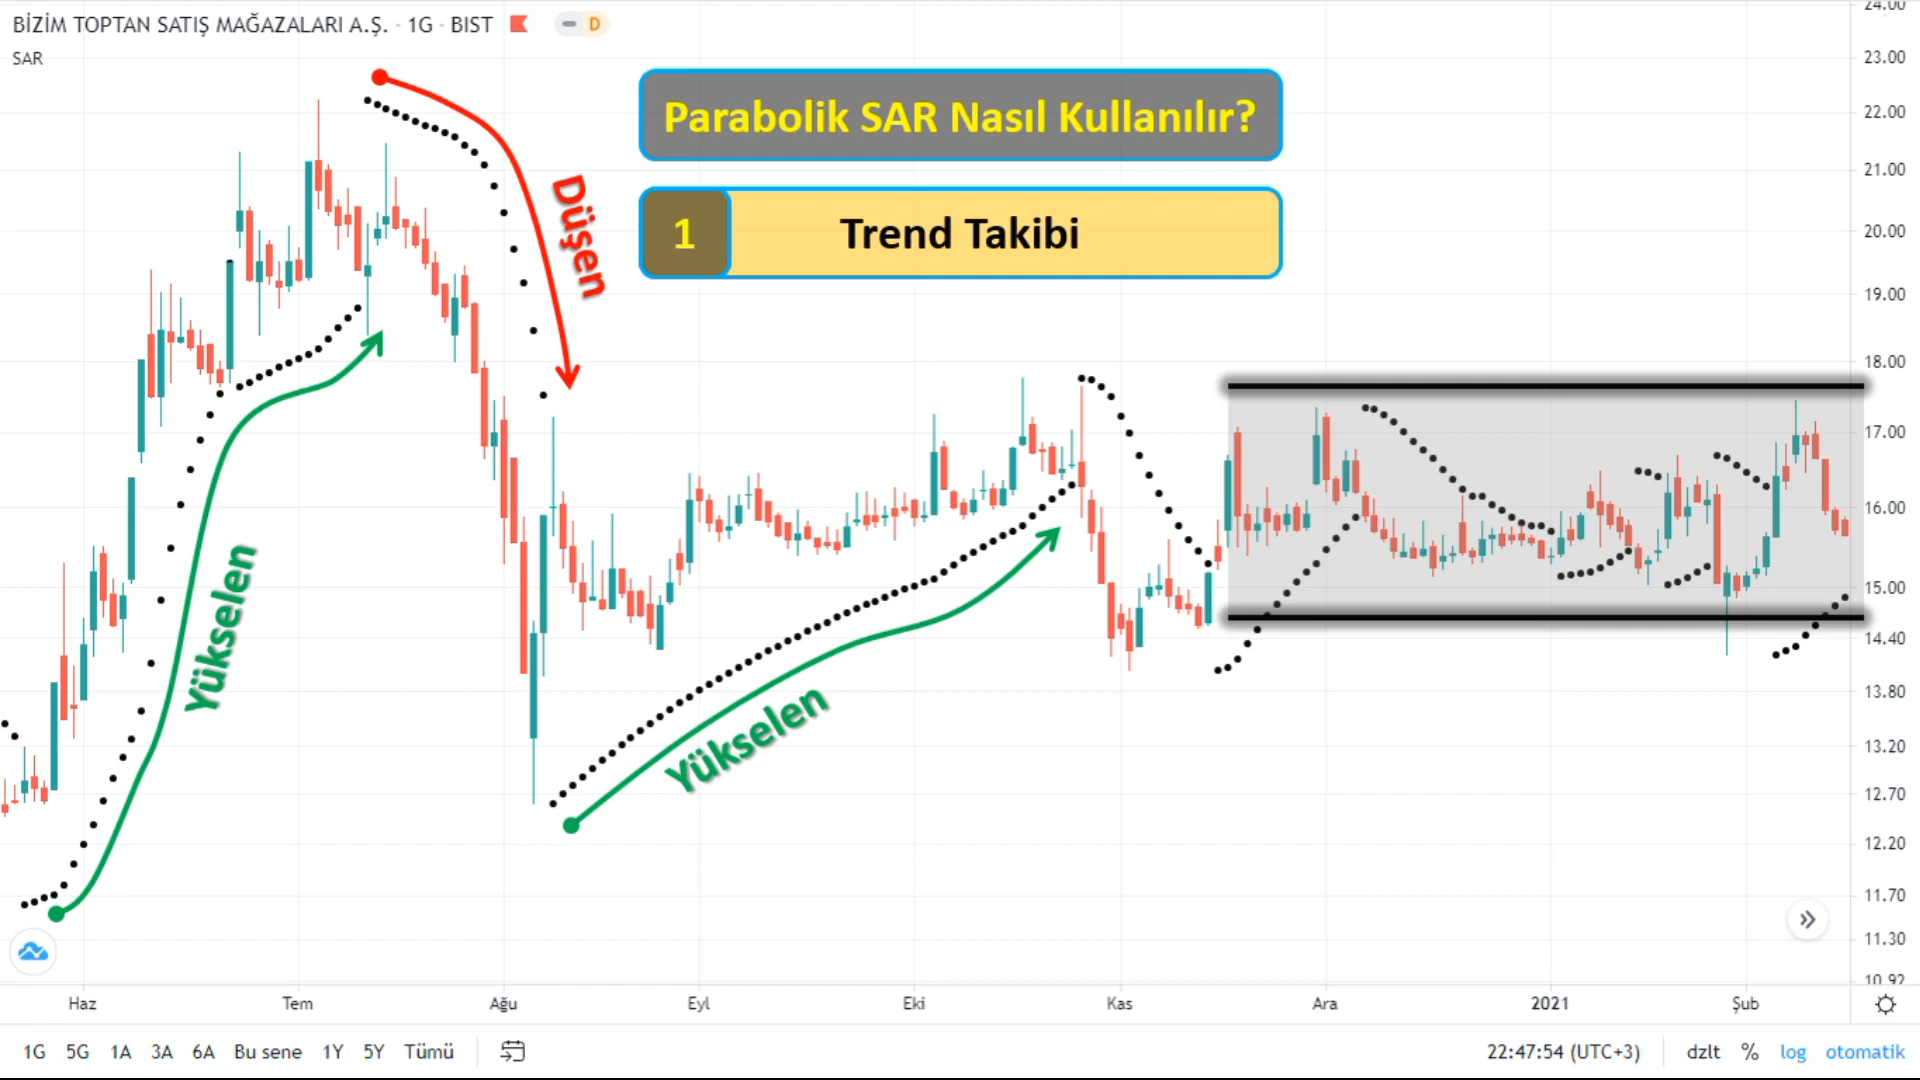 BİZİM TOPTAN SATIŞ MAĞAZALARI A.Ş. · 1G · BIST D
SAR
Parabolik SAR Nasıl Kullanılır?
1 Trend Takibi
Düşen
Yükselen
Yükselen
24.00
23.00
22.00
21.00
20.00
19.00
18.00
17.00
16.00
15.00
14.40
13.80
13.20
12.70
12.20
11.70
11.30
10.92
Haz Tem Ağu Eyl Eki Kas Ara 2021 Şub
1G 5G 1A 3A 6A Bu sene 1Y 5Y Tümü 22:47:54 (UTC+3) dzlt % log otomatik